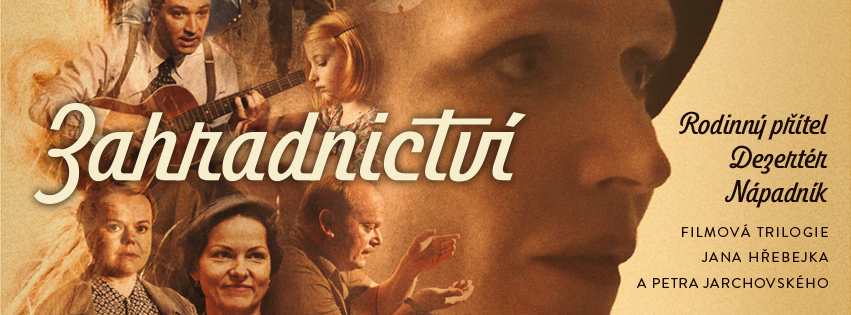 Zahradnictví
Rodinný přítel
Dezertér
Nápadník
FILMOVÁ TRILOGIE
JANA HŘEBEJKA
A PETRA JARCHOVSKÉHO